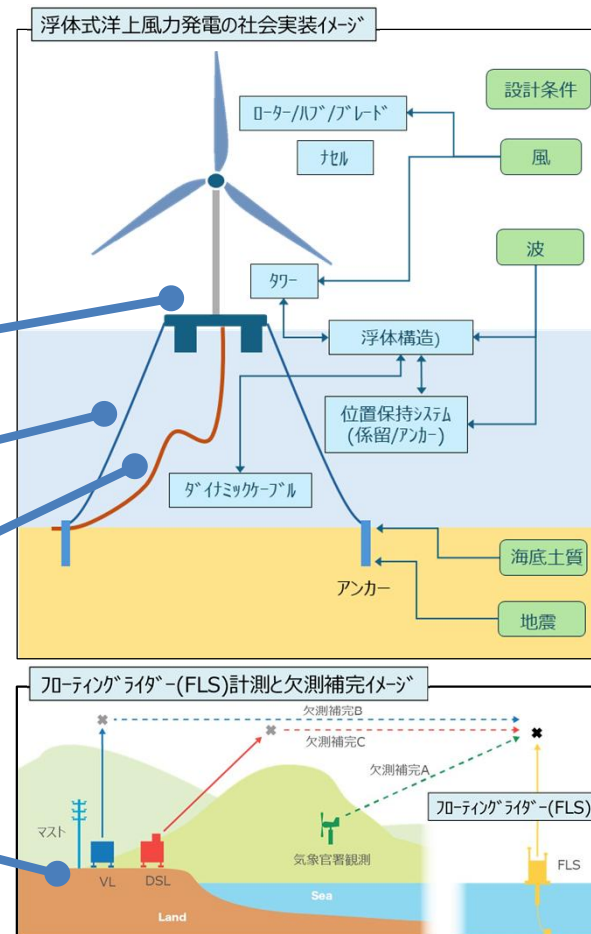 浮体式洋上風力発電の社会実装ｲﾒｰｼﾞ
設計条件
ﾛｰﾀｰ/ﾊﾌﾞ/ﾌﾞﾚｰﾄﾞ
ﾅｾﾙ
風
波
ﾀﾜｰ
浮体構造)
位置保持ｼｽﾃﾑ
(係留/ｱﾝｶｰ)
ﾀﾞｲﾅﾐｯｸｹｰﾌﾞﾙ
海底土質
アンカー
地震
ﾌﾛｰﾃｨﾝｸﾞﾗｲﾀﾞｰ(FLS)計測と欠測補完ｲﾒｰｼﾞ
欠測補完B
欠測補完C
欠測補完A
ﾌﾛｰﾃｨﾝｸﾞﾗｲﾀﾞｰ(FLS)
マスト
気象官署観測
FLS
VL
DSL
Sea
Land